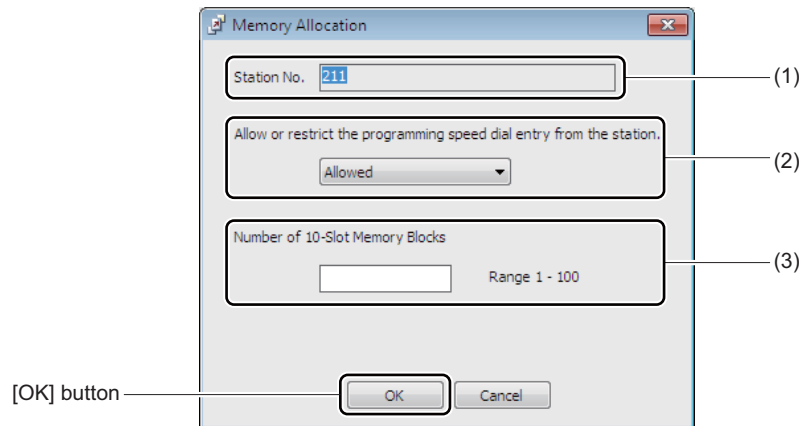 Memory Allocation
Station No. 211
(1)
Allow or restrict the programming speed dial entry from the station.
Allowed
(2)
Number of 10-Slot Memory Blocks
Range 1 - 100
(3)
[OK] button
OK Cancel